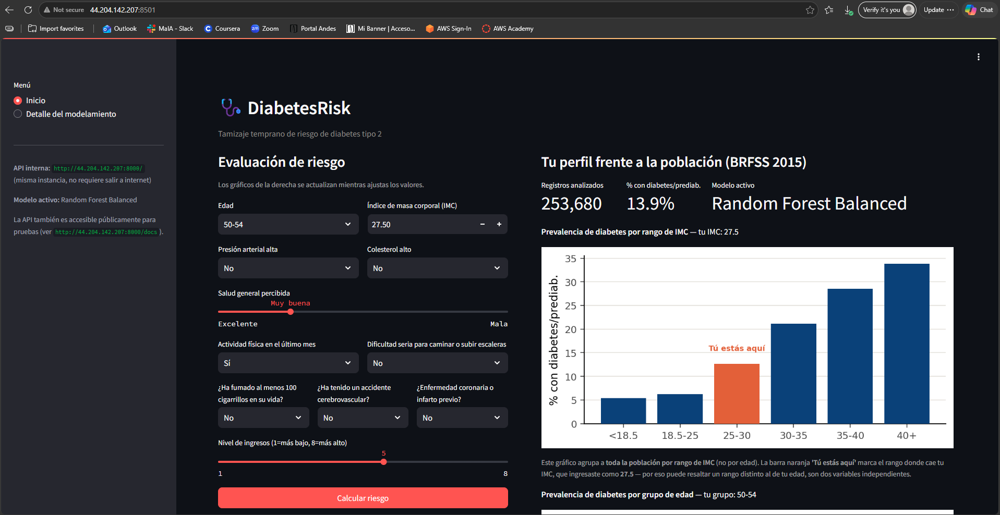 Not secure 44.204.142.207:8501
Verify it's you
Update
Chat
Import favorites
Outlook
MaIA - Slack
Coursera
Zoom
Portal Andes
Mi Banner | Acceso...
AWS Sign-In
AWS Academy
Menú
Inicio
Detalle del modelamiento
API interna: http://44.204.142.207:8000/
(misma instancia, no requiere salir a internet)
Modelo activo: Random Forest Balanced
La API también es accesible públicamente para
pruebas (ver http://44.204.142.207:8000/docs ).
DiabetesRisk
Tamizaje temprano de riesgo de diabetes tipo 2
Evaluación de riesgo
Los gráficos de la derecha se actualizan mientras ajustas los valores.
Edad
Índice de masa corporal (IMC)
50-54
27.50
Presión arterial alta
Colesterol alto
No
No
Salud general percibida
Muy buena
Excelente
Mala
Actividad física en el último mes
Dificultad seria para caminar o subir escaleras
Sí
No
¿Ha fumado al menos 100
cigarrillos en su vida?
¿Ha tenido un accidente
cerebrovascular?
¿Enfermedad coronaria o
infarto previo?
No
No
No
Nivel de ingresos (1=más bajo, 8=más alto)
5
1
8
Calcular riesgo
Tu perfil frente a la población (BRFSS 2015)
Registros analizados
253,680
% con diabetes/prediab.
13.9%
Modelo activo
Random Forest Balanced
Prevalencia de diabetes por rango de IMC — tu IMC: 27.5
% con diabetes/prediab.
35
30
25
20
15
10
5
0
Tú estás aquí
<18.5
18.5-25
25-30
30-35
35-40
40+
Este gráfico agrupa a toda la población por rango de IMC (no por edad). La barra naranja 'Tú estás aquí' marca el rango donde cae tu
IMC, que ingresaste como 27.5 — por eso puede resaltar un rango distinto al de tu edad, son dos variables independientes.
Prevalencia de diabetes por grupo de edad — tu grupo: 50-54